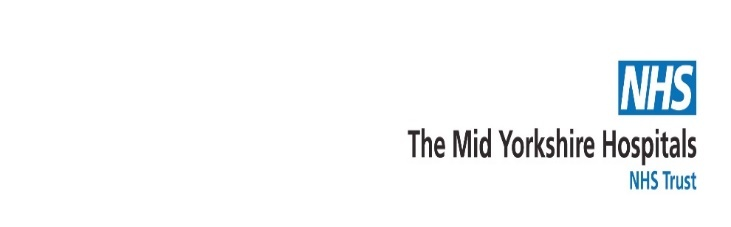 NHS
The Mid Yorkshire Hospitals
NHS Trust